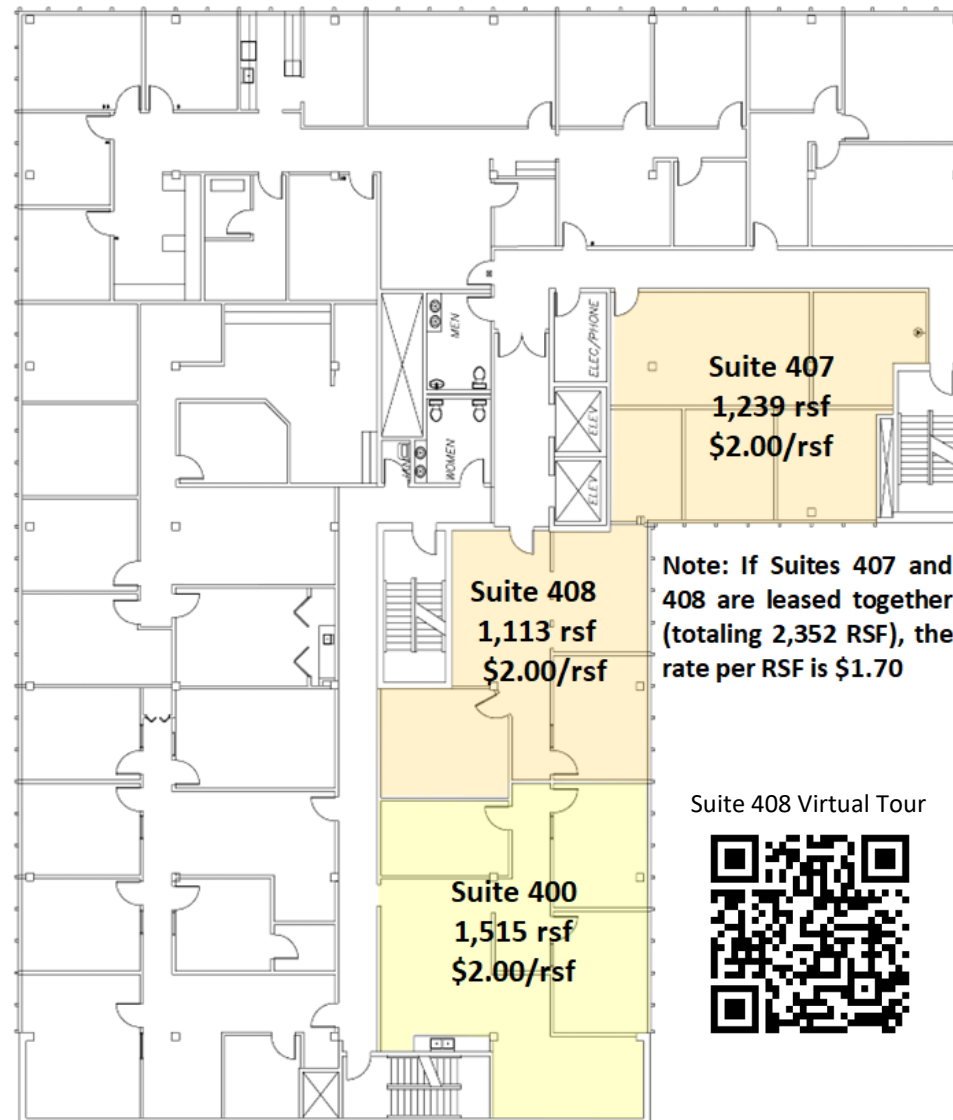 MEN
ELEC/PHONE
WOMEN
JAN
ELEV
ELEV
Suite 407
1,239 rsf
$2.00/rsf
Suite 408
1,113 rsf
$2.00/rsf
Note: If Suites 407 and
408 are leased together
(totaling 2,352 RSF), the
rate per RSF is $1.70
Suite 408 Virtual Tour
Suite 400
1,515 rsf
$2.00/rsf